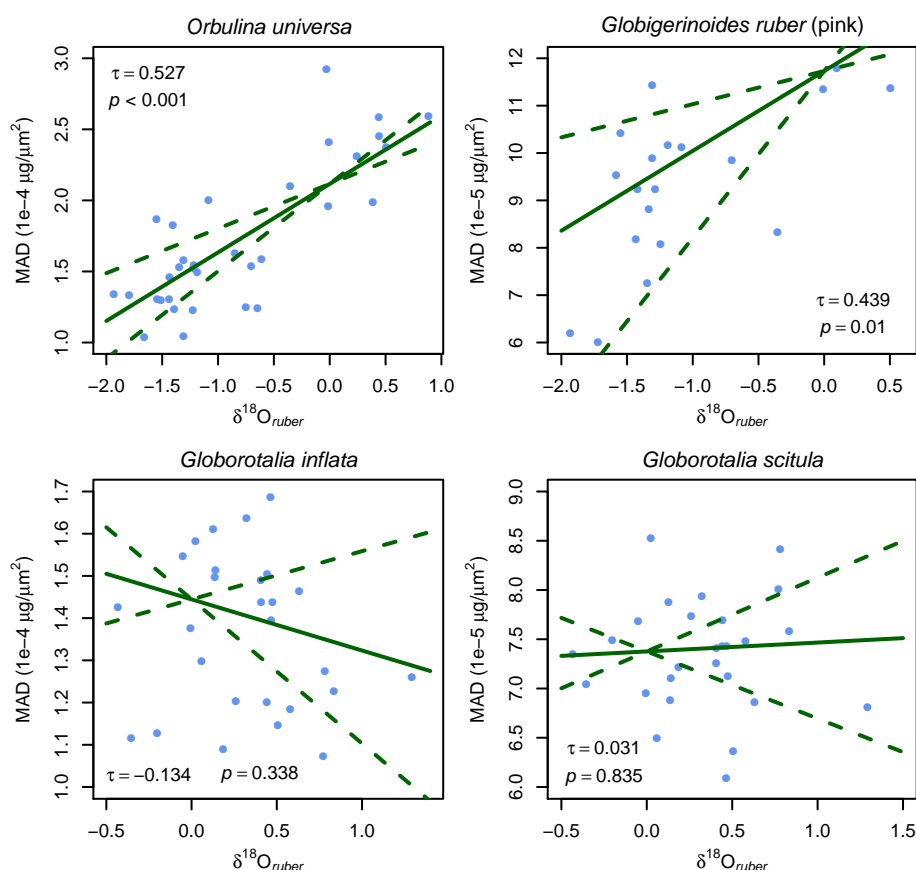 Orbulina universa
τ = 0.527
p < 0.001
MAD (1e−4 μg/μm²)
3.0
2.5
2.0
1.5
1.0
−2.0 −1.5 −1.0 −0.5 0.0 0.5 1.0
δ¹⁸O_ruber
Globigerinoides ruber (pink)
τ = 0.439
p = 0.01
MAD (1e−5 μg/μm²)
12
11
10
9
8
7
6
−2.0 −1.5 −1.0 −0.5 0.0 0.5
δ¹⁸O_ruber
Globorotalia inflata
τ = −0.134 p = 0.338
MAD (1e−4 μg/μm²)
1.7
1.6
1.5
1.4
1.3
1.2
1.1
1.0
−0.5 0.0 0.5 1.0
δ¹⁸O_ruber
Globorotalia scitula
τ = 0.031
p = 0.835
MAD (1e−5 μg/μm²)
9.0
8.5
8.0
7.5
7.0
6.5
6.0
−0.5 0.0 0.5 1.0 1.5
δ¹⁸O_ruber